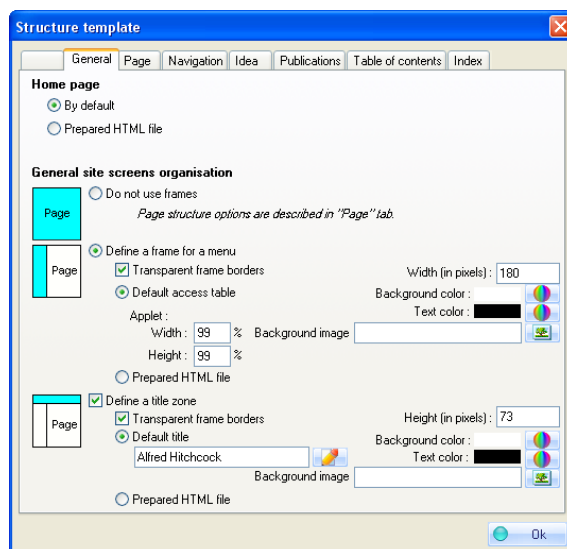 Structure template
General Page Navigation Idea Publications Table of contents Index
Home page
By default
Prepared HTML file
General site screens organisation
Do not use frames
Page
Page structure options are described in "Page" tab.
Define a frame for a menu
Page
Transparent frame borders
Width (in pixels) : 180
Default access table
Background color :
Applet :
Text color :
Width : 99 %
Background image
Height : 99 %
Prepared HTML file
Define a title zone
Page
Transparent frame borders
Height (in pixels) : 73
Default title
Background color :
Alfred Hitchcock
Text color :
Background image
Prepared HTML file
Ok